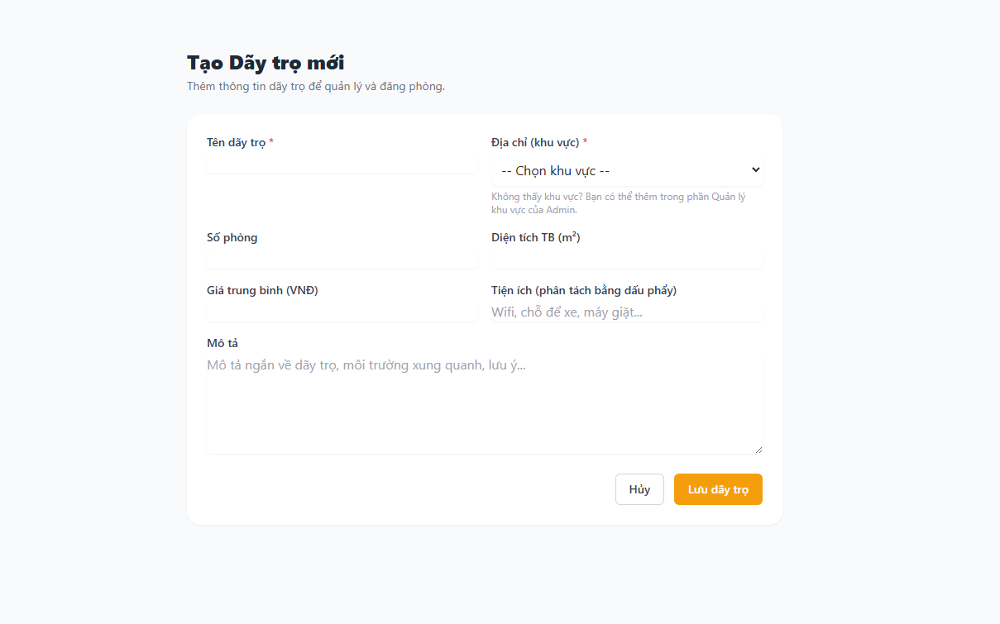 Tạo Dãy trọ mới
Thêm thông tin dãy trọ để quản lý và đăng phòng.
Tên dãy trọ *
Địa chỉ (khu vực) *
-- Chọn khu vực --
Không thấy khu vực? Bạn có thể thêm trong phần Quản lý
khu vực của Admin.
Số phòng
Diện tích TB (m²)
Giá trung bình (VNĐ)
Tiện ích (phân tách bằng dấu phẩy)
Wifi, chỗ để xe, máy giặt...
Mô tả
Mô tả ngắn về dãy trọ, môi trường xung quanh, lưu ý...
Hủy
Lưu dãy trọ